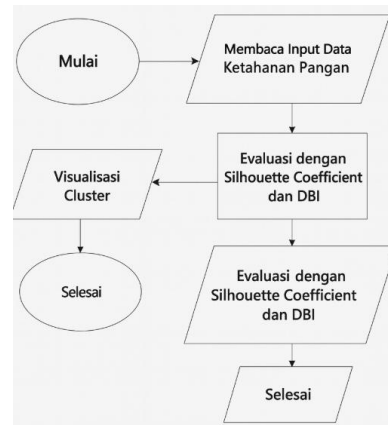 Mulai
Membaca Input Data
Ketahanan Pangan
Evaluasi dengan
Silhouette Coefficient
dan DBI
Visualisasi
Cluster
Selesai
Evaluasi dengan
Silhouette Coefficient
dan DBI
Selesai